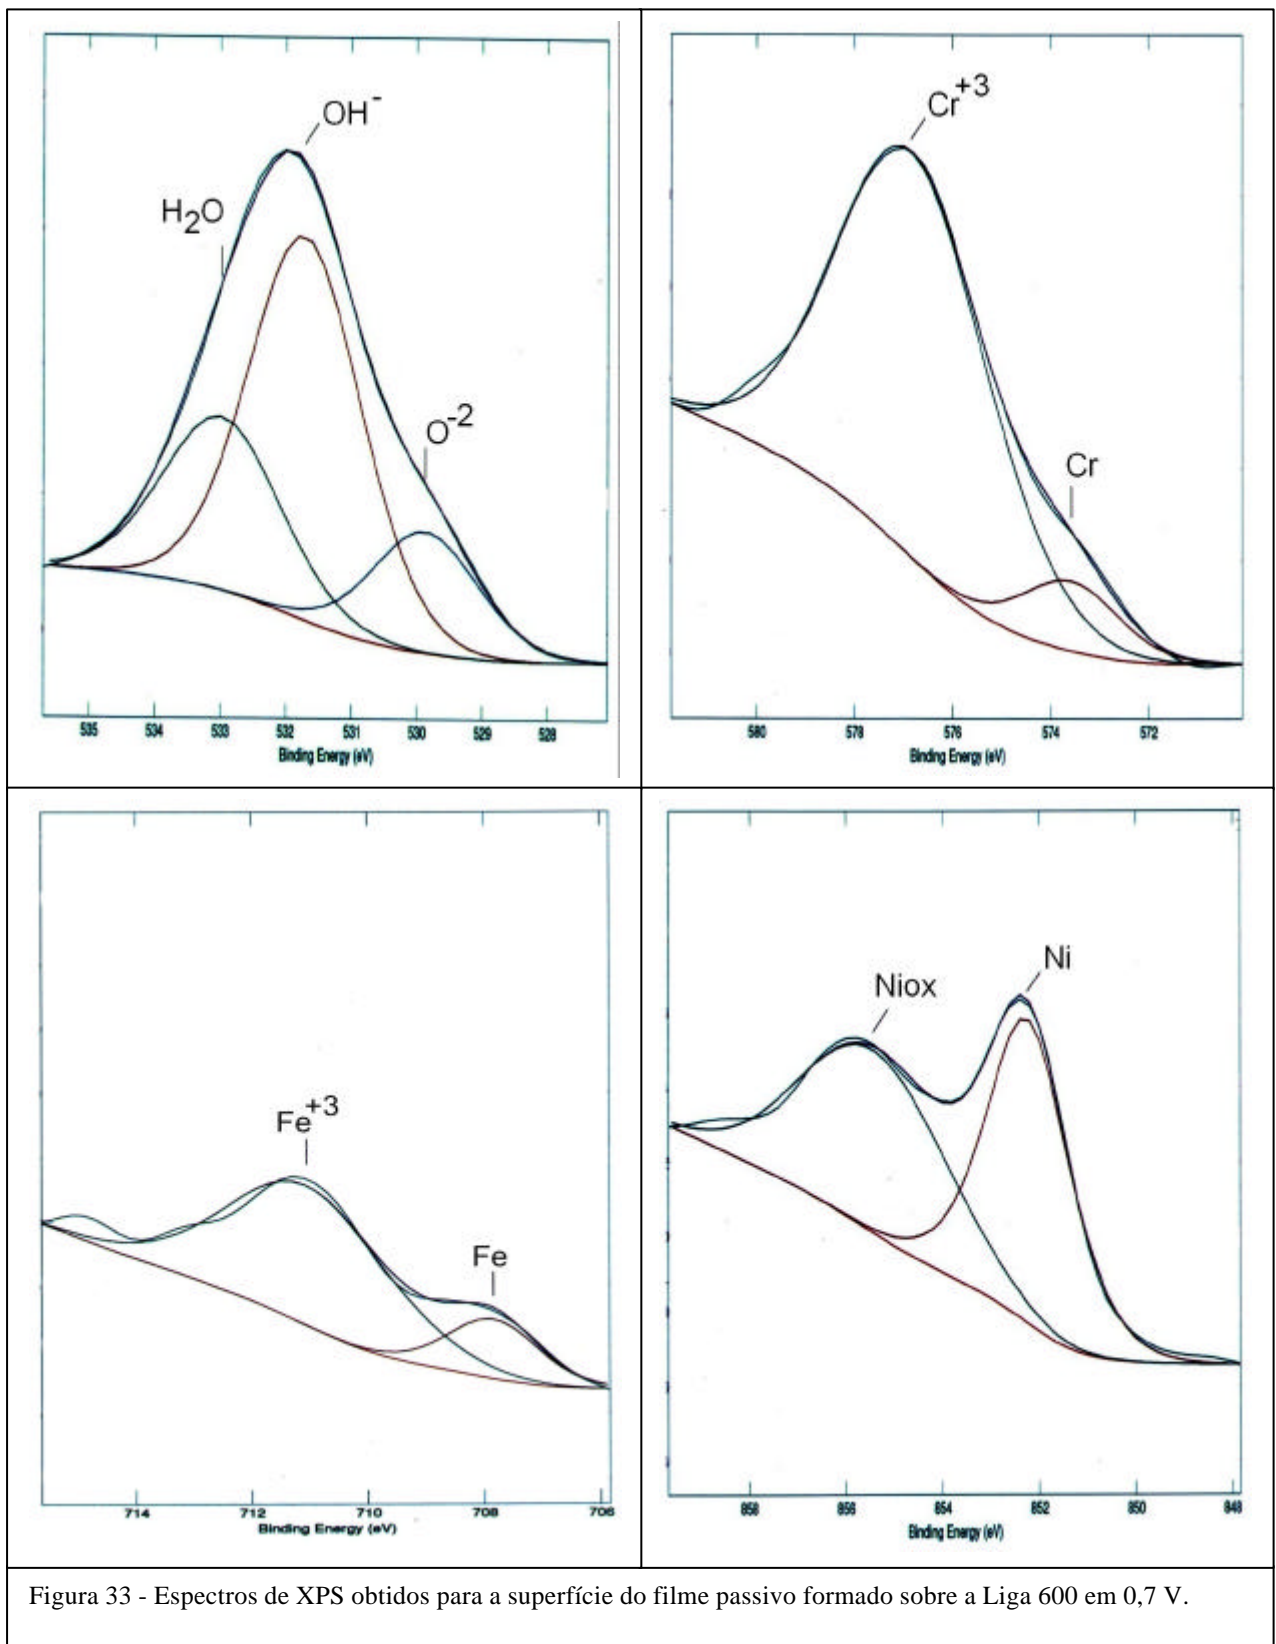 OH-
H2O
O-2
535 534 533 532 531 530 529 528
Binding Energy (eV)
Cr+3
Cr
580 578 576 574 572
Binding Energy (eV)
Fe+3
Fe
714 712 710 708 706
Binding Energy (eV)
Ni
Niox
858 856 854 852 850 848
Binding Energy (eV)
Figura 33 - Espectros de XPS obtidos para a superfície do filme passivo formado sobre a Liga 600 em 0,7 V.